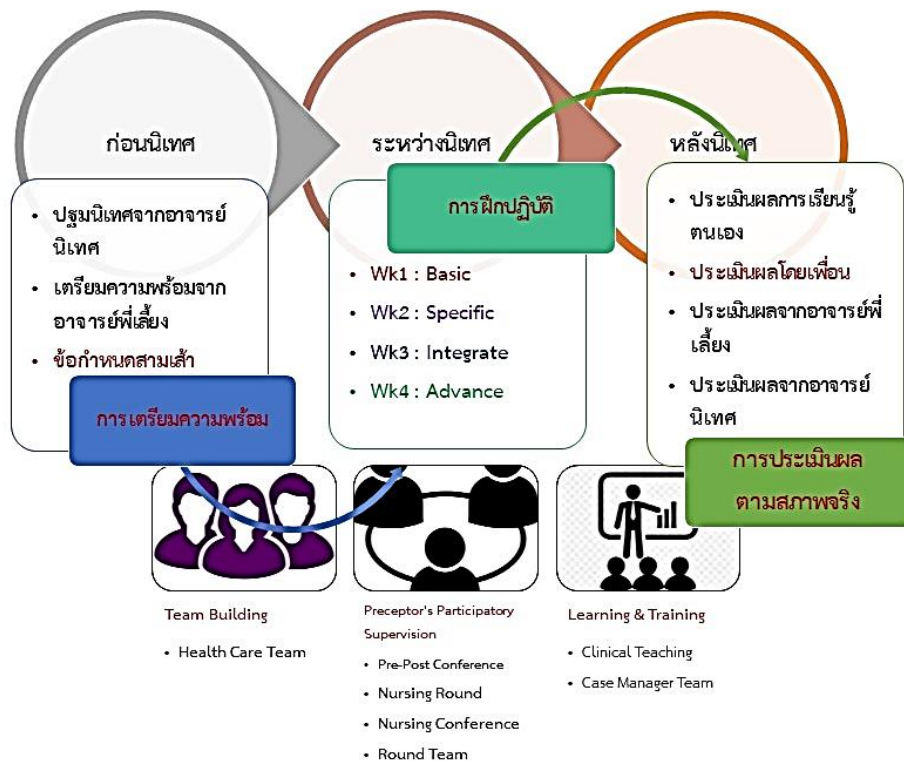 ก่อนนิเทศ
• ปฐมนิเทศจากอาจารย์
นิเทศ
• เตรียมความพร้อมจาก
อาจารย์พี่เลี้ยง
• ข้อกำหนดสามเส้า
การเตรียมความพร้อม
ระหว่างนิเทศ
การฝึกปฏิบัติ
• Wk1 : Basic
• Wk2 : Specific
• Wk3 : Integrate
• Wk4 : Advance
หลังนิเทศ
• ประเมินผลการเรียนรู้
ตนเอง
• ประเมินผลโดยเพื่อน
• ประเมินผลจากอาจารย์พี่
เลี้ยง
• ประเมินผลจากอาจารย์
นิเทศ
การประเมินผล
ตามสภาพจริง
Team Building
• Health Care Team
Preceptor's Participatory
Supervision
• Pre-Post Conference
• Nursing Round
• Nursing Conference
• Round Team
Learning & Training
• Clinical Teaching
• Case Manager Team